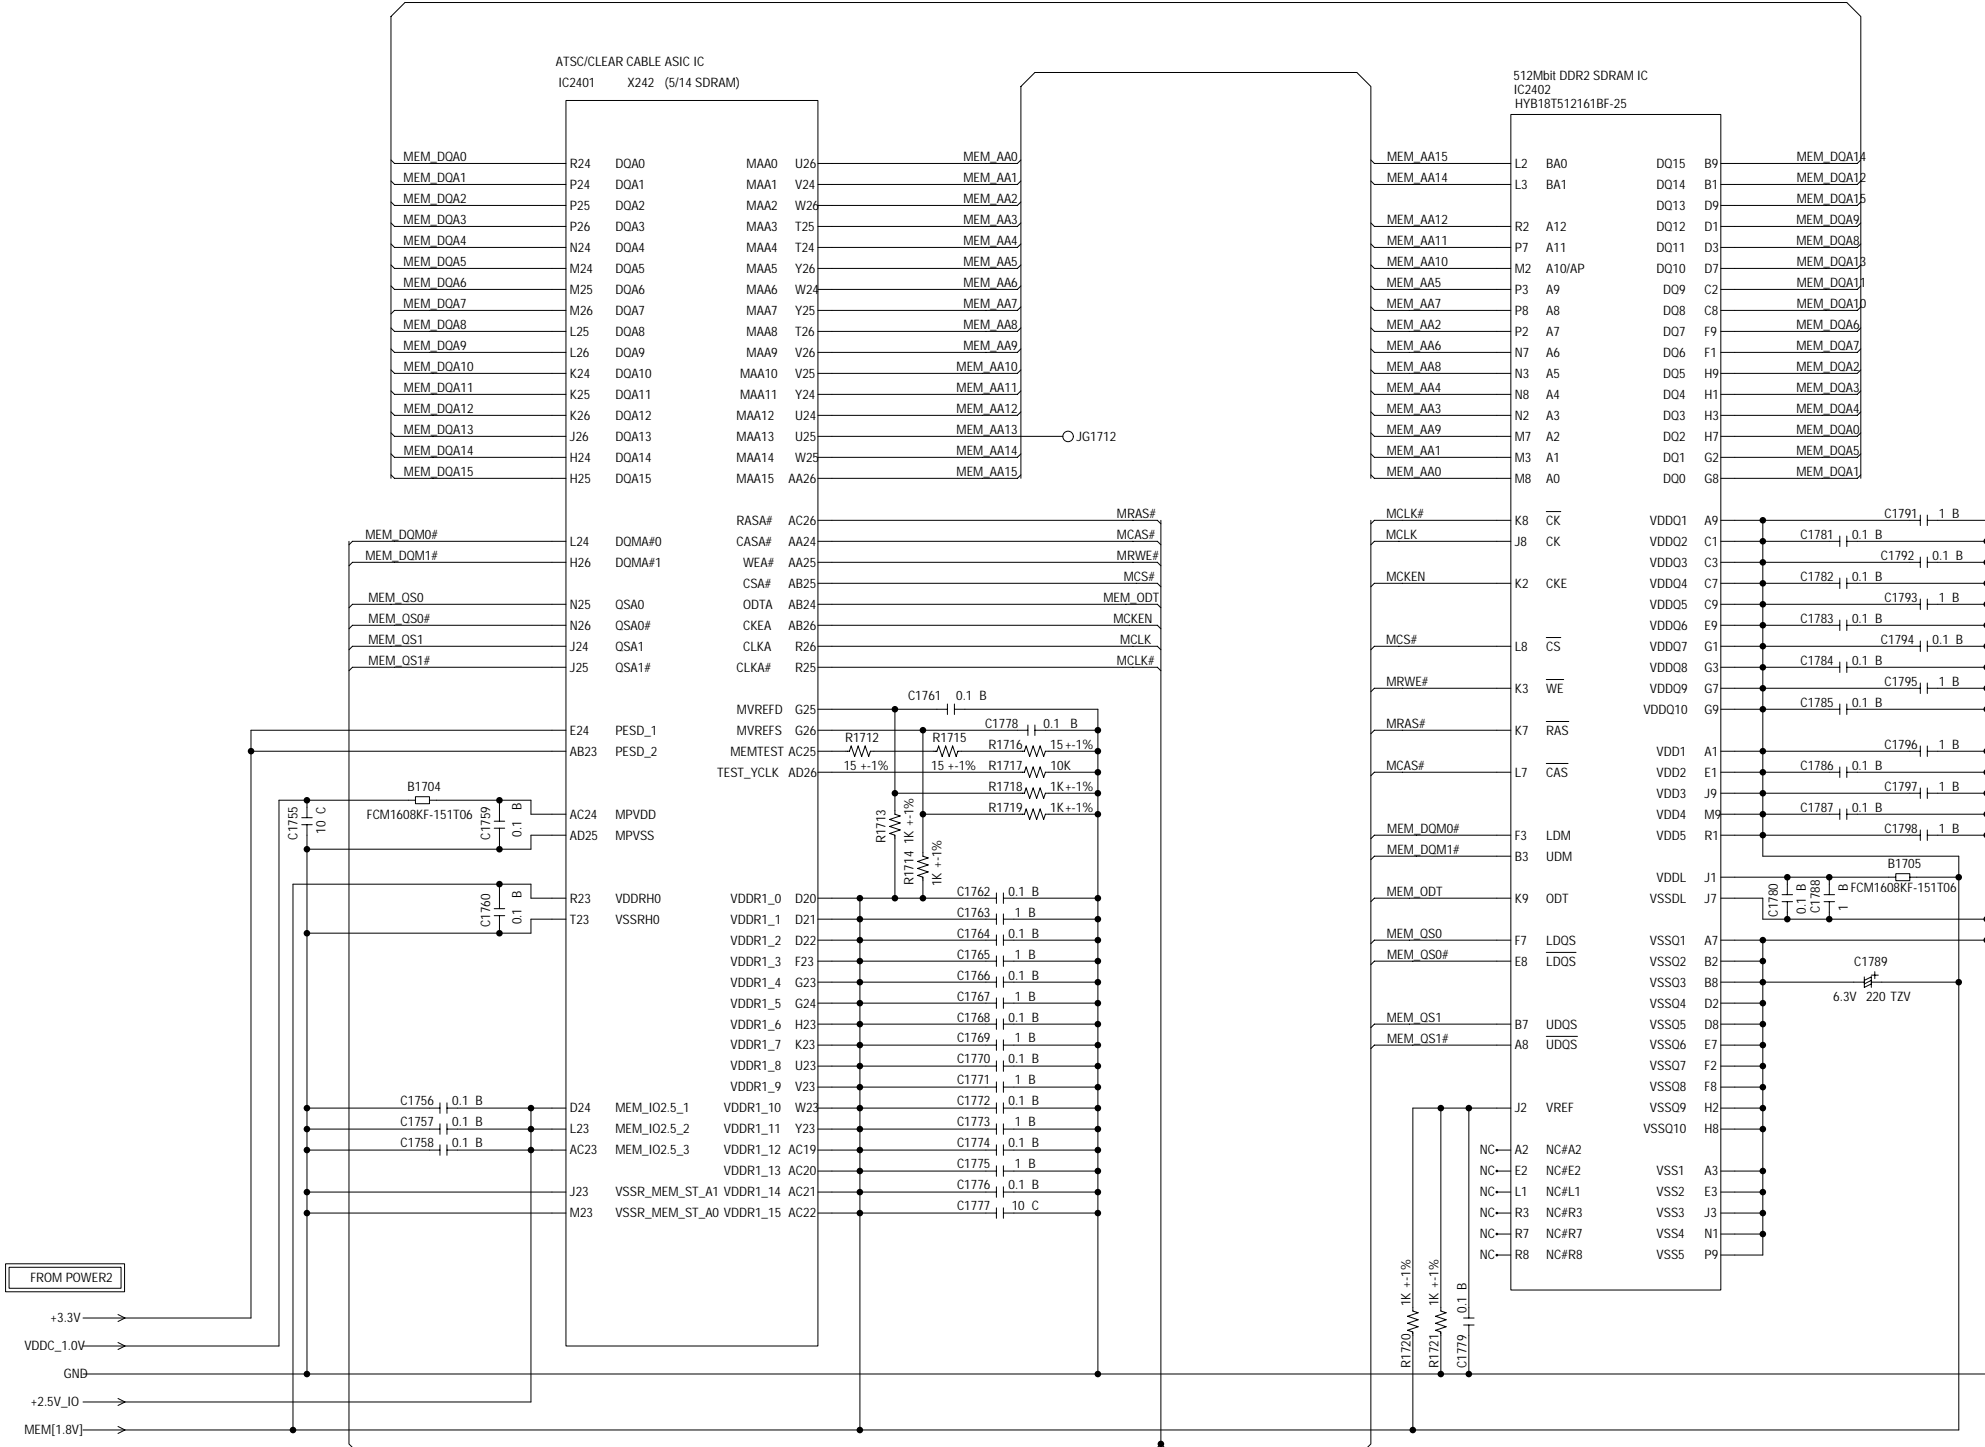 ATSC/CLEAR CABLE ASIC IC
IC2401 X242 (5/14 SDRAM)
512Mbit DDR2 SDRAM IC
IC2402
HYB18T512161BF-25
MEM_DQA0 R24 DQA0 MAA0 U26 MEM_AA0
MEM_DQA1 P24 DQA1 MAA1 V24 MEM_AA1
MEM_DQA2 P25 DQA2 MAA2 W26 MEM_AA2
MEM_DQA3 P26 DQA3 MAA3 T25 MEM_AA3
MEM_DQA4 N24 DQA4 MAA4 T24 MEM_AA4
MEM_DQA5 M24 DQA5 MAA5 Y26 MEM_AA5
MEM_DQA6 M25 DQA6 MAA6 W24 MEM_AA6
MEM_DQA7 M26 DQA7 MAA7 Y25 MEM_AA7
MEM_DQA8 L25 DQA8 MAA8 T26 MEM_AA8
MEM_DQA9 L26 DQA9 MAA9 V26 MEM_AA9
MEM_DQA10 K24 DQA10 MAA10 V25 MEM_AA10
MEM_DQA11 K25 DQA11 MAA11 Y24 MEM_AA11
MEM_DQA12 K26 DQA12 MAA12 U24 MEM_AA12
MEM_DQA13 J26 DQA13 MAA13 U25 MEM_AA13 JG1712
MEM_DQA14 H24 DQA14 MAA14 W25 MEM_AA14
MEM_DQA15 H25 DQA15 MAA15 AA26 MEM_AA15
RASA# AC26 MRAS#
MEM_DQM0# L24 DQMA#0 CASA# AA24 MCAS#
MEM_DQM1# H26 DQMA#1 WEA# AA25 MRWE#
CSA# AB25 MCS#
MEM_QS0 N25 QSA0 ODTA AB24 MEM_ODT
MEM_QS0# N26 QSA0# CKEA AB26 MCKEN
MEM_QS1 J24 QSA1 CLKA R26 MCLK
MEM_QS1# J25 QSA1# CLKA# R25 MCLK#
MVREFD G25 C1761 0.1 B
E24 PESD_1 MVREFS G26 C1778 0.1 B
AB23 PESD_2 MEMTEST AC25 R1712 15 +-1% R1715 15 +-1% R1716 15 +-1%
TEST_YCLK AD26 R1717 10K
R1718 1K+-1%
R1719 1K+-1%
R1713 1K +-1%
R1714 1K +-1%
B1704
FCM1608KF-151T06
C1755 10 C
C1759 0.1 B
AC24 MPVDD
AD25 MPVSS
C1760 0.1 B
R23 VDDRH0 VDDR1_0 D20 C1762 0.1 B
T23 VSSRH0 VDDR1_1 D21 C1763 1 B
VDDR1_2 D22 C1764 0.1 B
VDDR1_3 F23 C1765 1 B
VDDR1_4 G23 C1766 0.1 B
VDDR1_5 G24 C1767 1 B
VDDR1_6 H23 C1768 0.1 B
VDDR1_7 K23 C1769 1 B
VDDR1_8 U23 C1770 0.1 B
VDDR1_9 V23 C1771 1 B
C1756 0.1 B D24 MEM_IO2.5_1 VDDR1_10 W23 C1772 0.1 B
C1757 0.1 B L23 MEM_IO2.5_2 VDDR1_11 Y23 C1773 1 B
C1758 0.1 B AC23 MEM_IO2.5_3 VDDR1_12 AC19 C1774 0.1 B
VDDR1_13 AC20 C1775 1 B
J23 VSSR_MEM_ST_A1 VDDR1_14 AC21 C1776 0.1 B
M23 VSSR_MEM_ST_A0 VDDR1_15 AC22 C1777 10 C
FROM POWER2
+3.3V
VDDC_1.0V
GND
+2.5V_IO
MEM[1.8V]
MEM_AA15 L2 BA0 DQ15 B9 MEM_DQA14
MEM_AA14 L3 BA1 DQ14 B1 MEM_DQA12
DQ13 D9 MEM_DQA15
MEM_AA12 R2 A12 DQ12 D1 MEM_DQA9
MEM_AA11 P7 A11 DQ11 D3 MEM_DQA8
MEM_AA10 M2 A10/AP DQ10 D7 MEM_DQA13
MEM_AA5 P3 A9 DQ9 C2 MEM_DQA11
MEM_AA7 P8 A8 DQ8 C8 MEM_DQA10
MEM_AA2 P2 A7 DQ7 F9 MEM_DQA6
MEM_AA6 N7 A6 DQ6 F1 MEM_DQA7
MEM_AA8 N3 A5 DQ5 H9 MEM_DQA2
MEM_AA4 N8 A4 DQ4 H1 MEM_DQA3
MEM_AA3 N2 A3 DQ3 H3 MEM_DQA4
MEM_AA9 M7 A2 DQ2 H7 MEM_DQA0
MEM_AA1 M3 A1 DQ1 G2 MEM_DQA5
MEM_AA0 M8 A0 DQ0 G8 MEM_DQA1
MCLK# K8 CK VDDQ1 A9 C1791 1 B
MCLK J8 CK VDDQ2 C1 C1781 0.1 B
VDDQ3 C3 C1792 0.1 B
MCKEN K2 CKE VDDQ4 C7 C1782 0.1 B
VDDQ5 C9 C1793 1 B
VDDQ6 E9 C1783 0.1 B
MCS# L8 CS VDDQ7 G1 C1794 0.1 B
VDDQ8 G3 C1784 0.1 B
MRWE# K3 WE VDDQ9 G7 C1795 1 B
VDDQ10 G9 C1785 0.1 B
MRAS# K7 RAS
VDD1 A1 C1796 1 B
MCAS# L7 CAS VDD2 E1 C1786 0.1 B
VDD3 J9 C1797 1 B
VDD4 M9 C1787 0.1 B
MEM_DQM0# F3 LDM VDD5 R1 C1798 1 B
MEM_DQM1# B3 UDM
VDDL J1 B1705
FCM1608KF-151T06
C1780 0.1 B
C1788 1 B
MEM_ODT K9 ODT VSSDL J7
MEM_QS0 F7 LDQS VSSQ1 A7
MEM_QS0# E8 LDQS VSSQ2 B2
VSSQ3 B8 C1789
6.3V 220 TZV
VSSQ4 D2
MEM_QS1 B7 UDQS VSSQ5 D8
MEM_QS1# A8 UDQS VSSQ6 E7
VSSQ7 F2
VSSQ8 F8
J2 VREF VSSQ9 H2
VSSQ10 H8
NC A2 NC#A2
NC E2 NC#E2 VSS1 A3
NC L1 NC#L1 VSS2 E3
NC R3 NC#R3 VSS3 J3
NC R7 NC#R7 VSS4 N1
NC R8 NC#R8 VSS5 P9
R1720 1K +-1%
R1721 1K +-1%
C1779 0.1 B